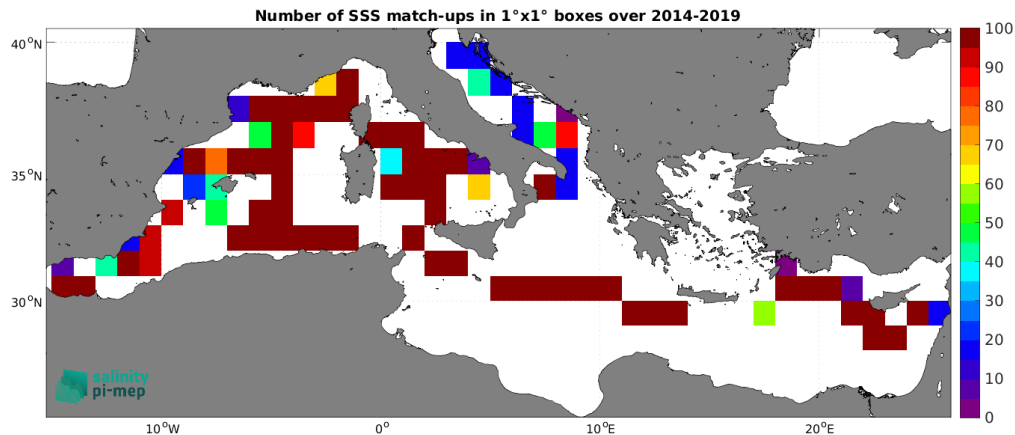 Number of SSS match-ups in 1°x1° boxes over 2014-2019
40°N
35°N
30°N
10°W
0°
10°E
20°E
100
90
80
70
60
50
40
30
20
10
0
salinity
pi-mep